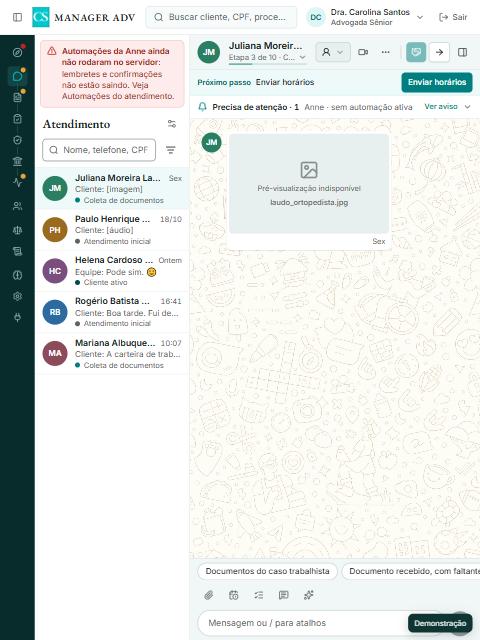 CS MANAGER ADV
Buscar cliente, CPF, proce...
DC
Dra. Carolina Santos
Advogada Sênior
Sair
Automações da Anne ainda
não rodaram no servidor:
lembretes e confirmações
não estão saindo. Veja
Automações do atendimento.
Atendimento
Nome, telefone, CPF
JM
Juliana Moreira La...
Sex
Cliente: [imagem]
Coleta de documentos
PH
Paulo Henrique ...
18/10
Cliente: [áudio]
Atendimento inicial
HC
Helena Cardoso ...
Ontem
Equipe: Pode sim. 😊
Cliente ativo
RB
Rogério Batista ...
16:41
Cliente: Boa tarde. Fui de...
Atendimento inicial
MA
Mariana Albuque...
10:07
Cliente: A carteira de trab...
Coleta de documentos
JM
Juliana Moreir...
Etapa 3 de 10 · C...
Próximo passo Enviar horários
Enviar horários
Precisa de atenção · 1 Anne · sem automação ativa
Ver aviso
JM
Pré-visualização indisponível
laudo_ortopedista.jpg
Sex
Documentos do caso trabalhista
Documento recebido, com faltante
Mensagem ou / para atalhos
Demonstração